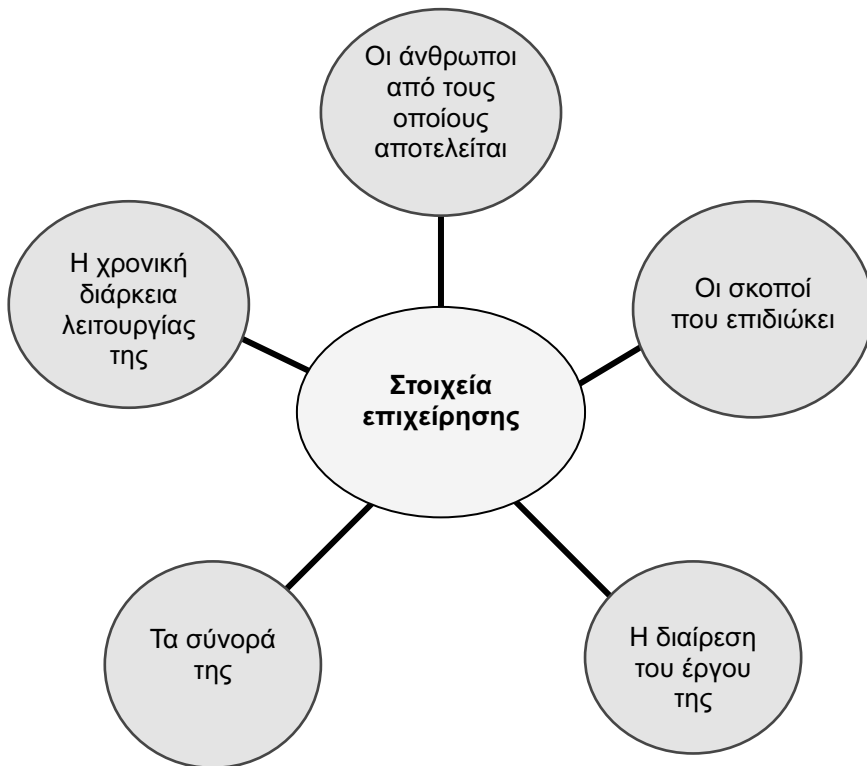 Οι άνθρωποι
από τους
οποίους
αποτελείται
Η χρονική
διάρκεια
λειτουργίας
της
Οι σκοποί
που επιδιώκει
Στοιχεία
επιχείρησης
Τα σύνορά
της
Η διαίρεση
του έργου
της